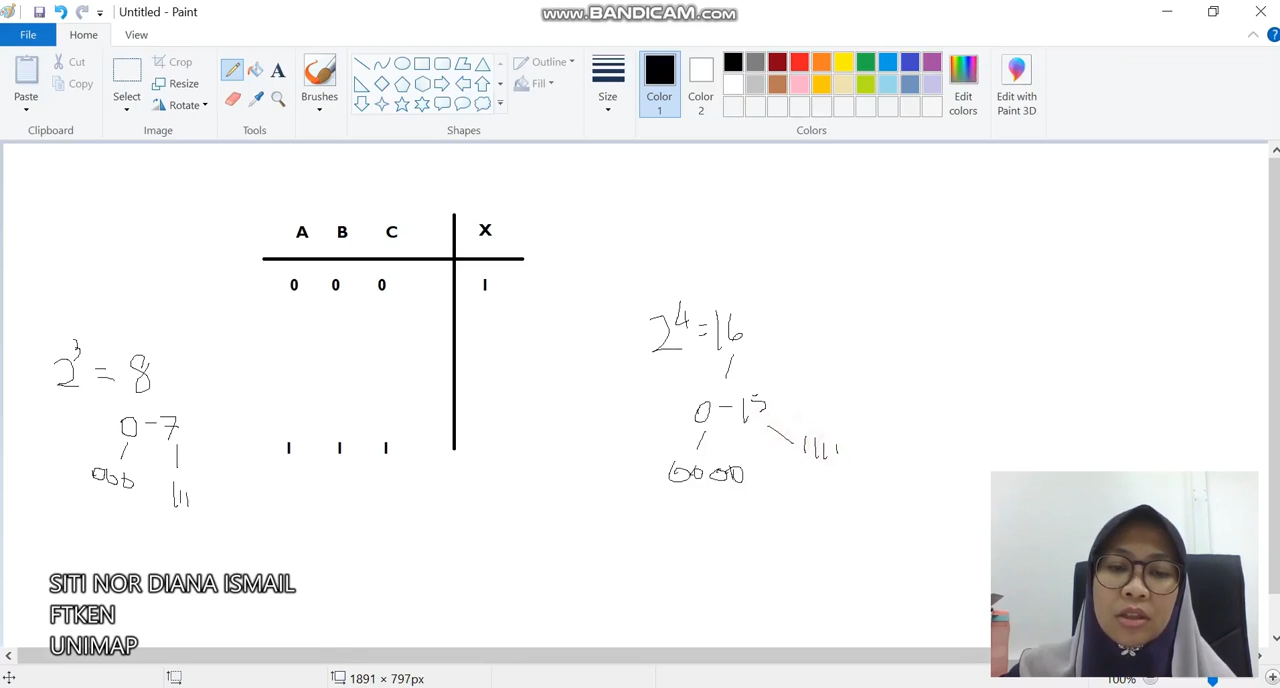 Untitled - Paint
www.BANDICAM.com
File
Home
View
Paste
Cut
Copy
Clipboard
Select
Crop
Resize
Rotate
Image
A
Tools
Brushes
Outline
Fill
Shapes
Size
Color 1
Color 2
Edit colors
Colors
Edit with Paint 3D
A B C X
0 0 0 1
1 1 1
2³ = 8
0 - 7
000
111
2⁴ = 16
0 - 15
0000
1111
SITI NOR DIANA ISMAIL
FTKEN
UNIMAP
1891 × 797px
100%